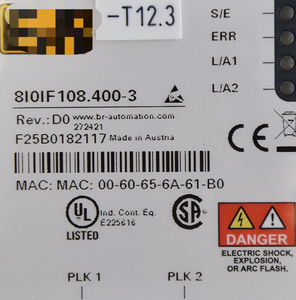 -T12.3
S/E
ERR
L/A1
L/A2
8I0IF108.400-3
Rev.: D0 www.br-automation.com
272421
F25B0182117 Made in Austria
MAC: MAC: 00-60-65-6A-61-B0
UL Ind. Cont. Eq.
E225616
LISTED
DANGER
ELECTRIC SHOCK,
EXPLOSION,
OR ARC FLASH.
PLK 1 PLK 2